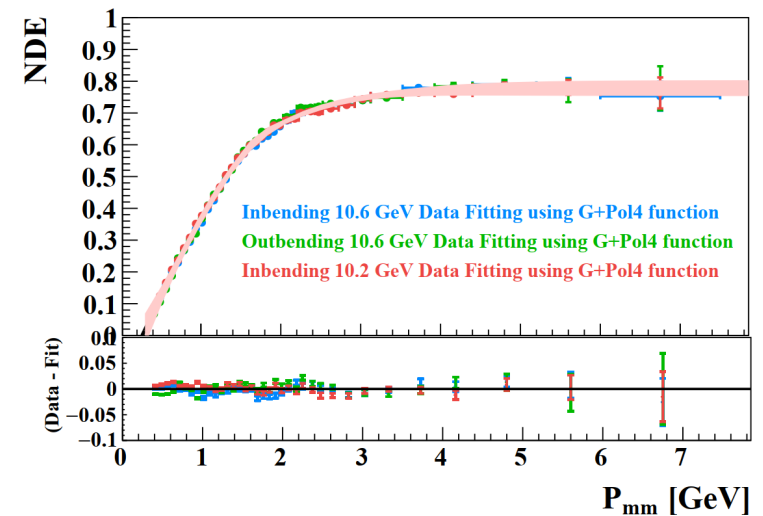 NDE
1
0.9
0.8
0.7
0.6
0.5
0.4
0.3
0.2
0.1
0
Inbending 10.6 GeV Data Fitting using G+Pol4 function
Outbending 10.6 GeV Data Fitting using G+Pol4 function
Inbending 10.2 GeV Data Fitting using G+Pol4 function
(Data - Fit)
0.1
0.05
0
−0.05
−0.1
0 1 2 3 4 5 6 7
Pmm [GeV]